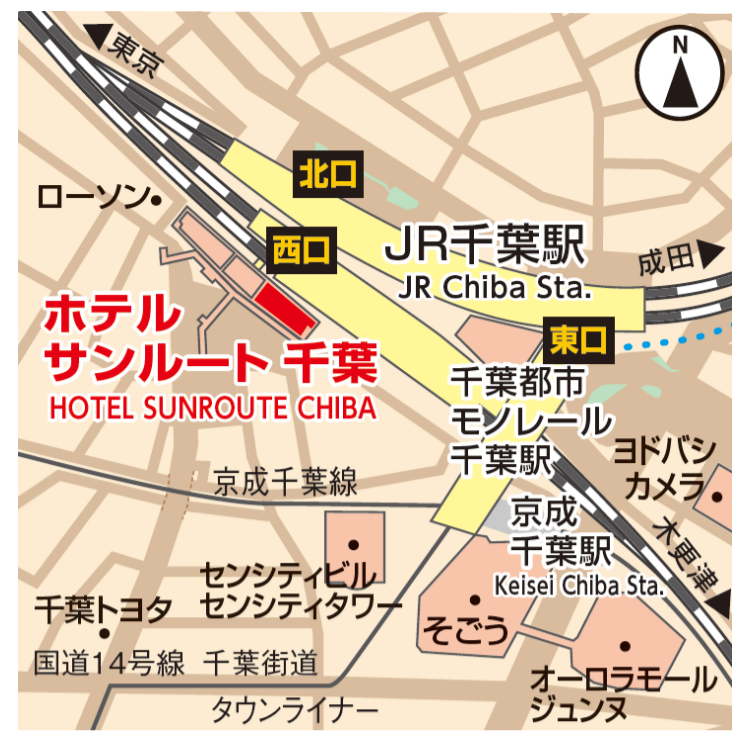 N
東京
北口
ローソン
西口
JR千葉駅
JR Chiba Sta.
成田
ホテル
サンルート 千葉
HOTEL SUNROUTE CHIBA
東口
千葉都市
モノレール
千葉駅
ヨドバシ
カメラ
京成千葉線
京成
千葉駅
Keisei Chiba Sta.
木更津
センシティビル
センシティタワー
千葉トヨタ
そごう
国道14号線 千葉街道
オーロラモール
ジュンヌ
タウンライナー